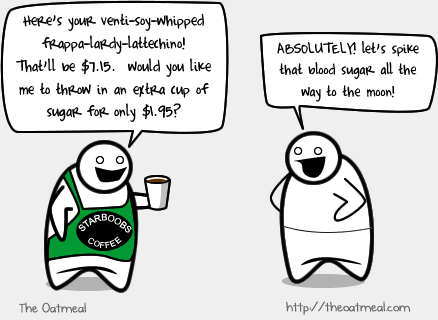 Here's your venti-soy-whipped
frappa-lardy-lattechino!
That'll be $7.15. Would you like
me to throw in an extra cup of
sugar for only $1.95?
ABSOLUTELY! let's spike
that blood sugar all the
way to the moon!
STARBOOBS
COFFEE
The Oatmeal
http://theoatmeal.com